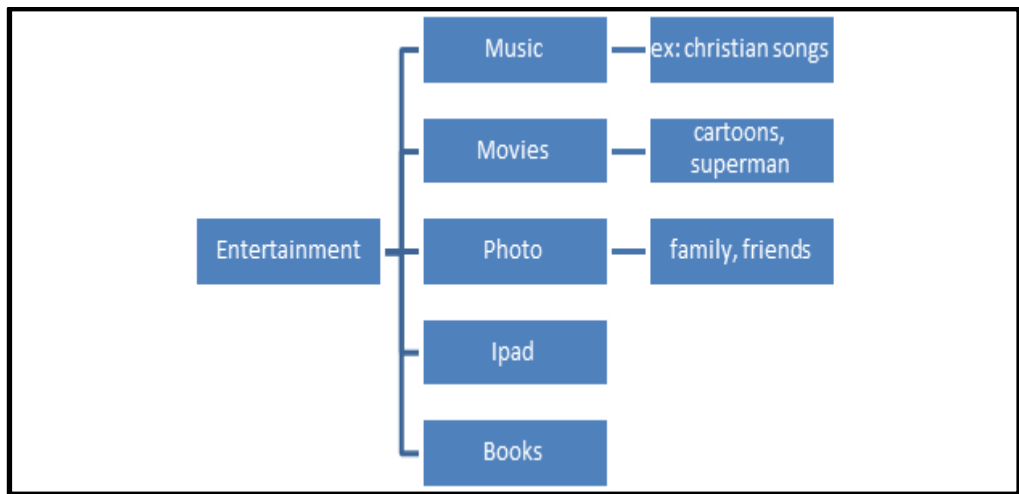 Music
ex: christian songs
Movies
cartoons,
superman
Entertainment
Photo
family, friends
Ipad
Books